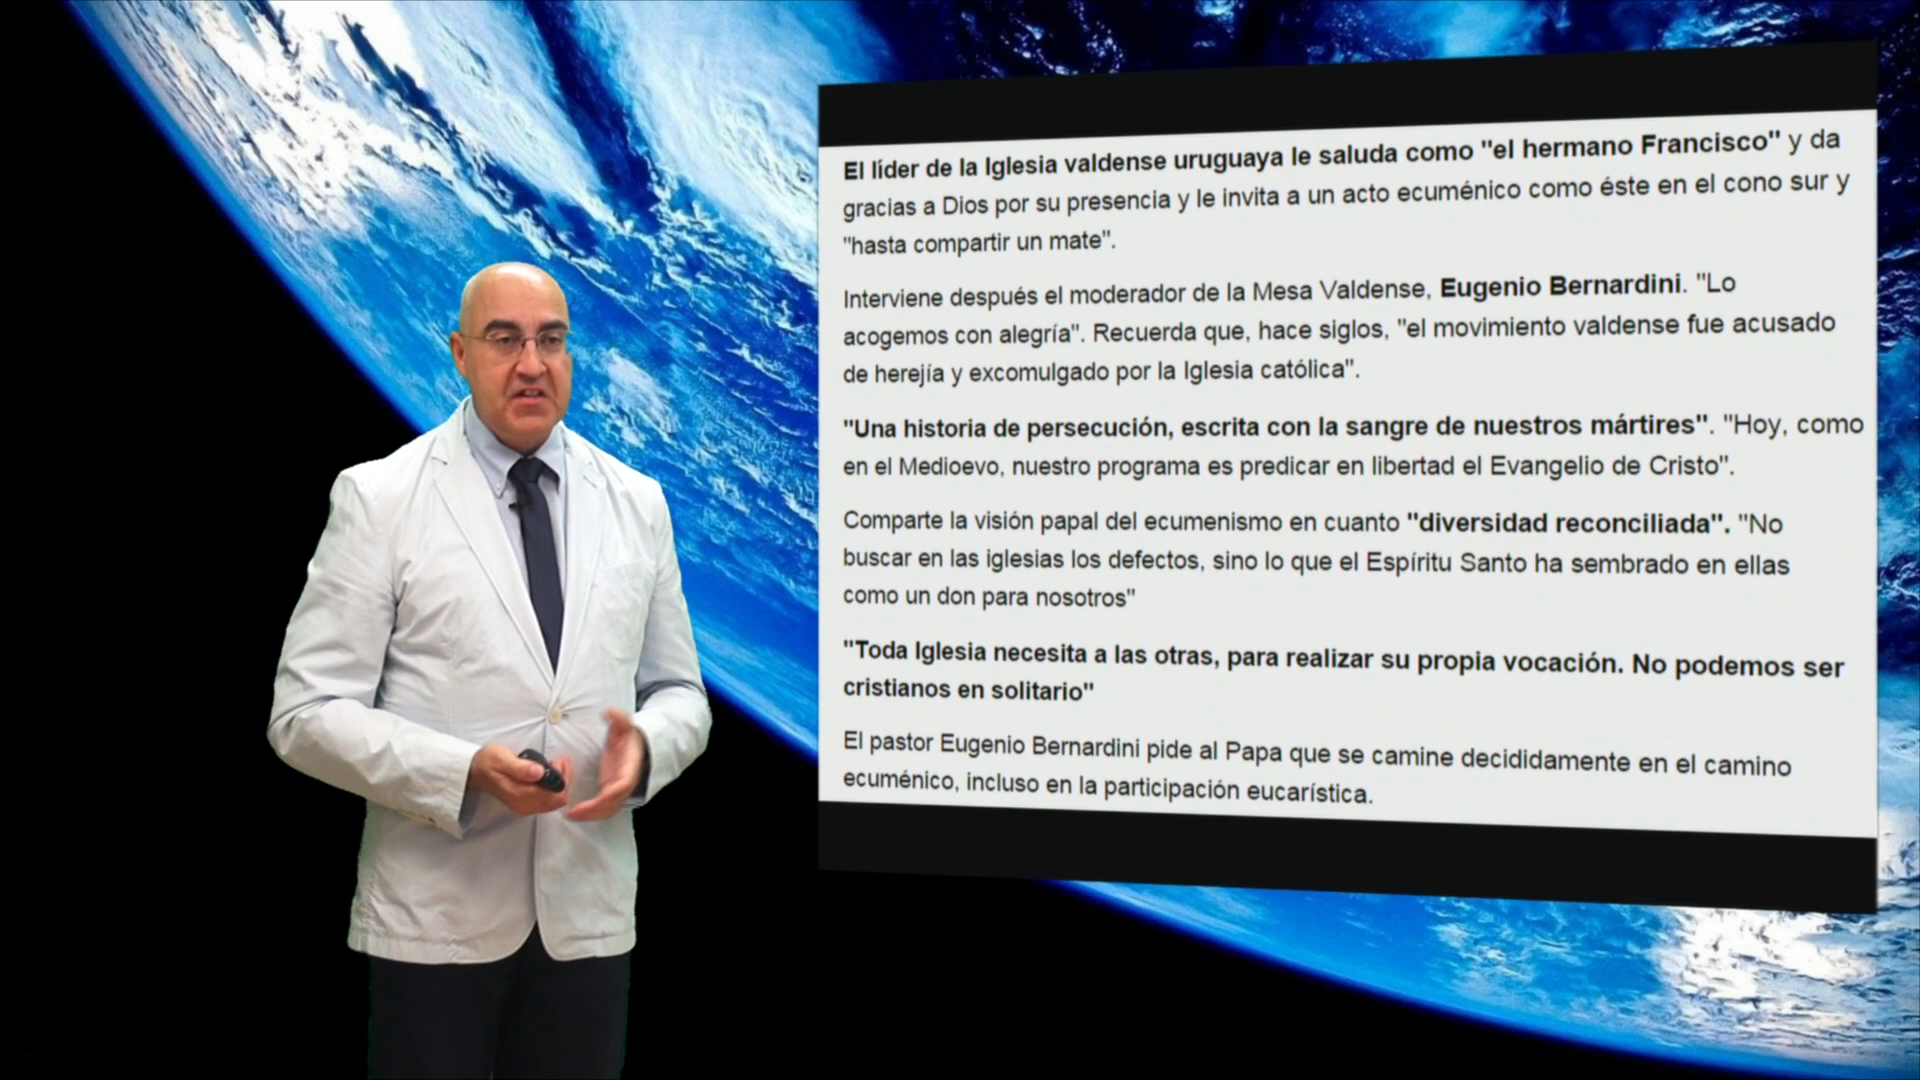 El líder de la Iglesia valdense uruguaya le saluda como "el hermano Francisco" y da
gracias a Dios por su presencia y le invita a un acto ecuménico como éste en el cono sur y
"hasta compartir un mate".
Interviene después el moderador de la Mesa Valdense, Eugenio Bernardini. "Lo
acogemos con alegría". Recuerda que, hace siglos, "el movimiento valdense fue acusado
de herejía y excomulgado por la Iglesia católica".
"Una historia de persecución, escrita con la sangre de nuestros mártires". "Hoy, como
en el Medioevo, nuestro programa es predicar en libertad el Evangelio de Cristo".
Comparte la visión papal del ecumenismo en cuanto "diversidad reconciliada". "No
buscar en las iglesias los defectos, sino lo que el Espíritu Santo ha sembrado en ellas
como un don para nosotros"
"Toda Iglesia necesita a las otras, para realizar su propia vocación. No podemos ser
cristianos en solitario"
El pastor Eugenio Bernardini pide al Papa que se camine decididamente en el camino
ecuménico, incluso en la participación eucarística.